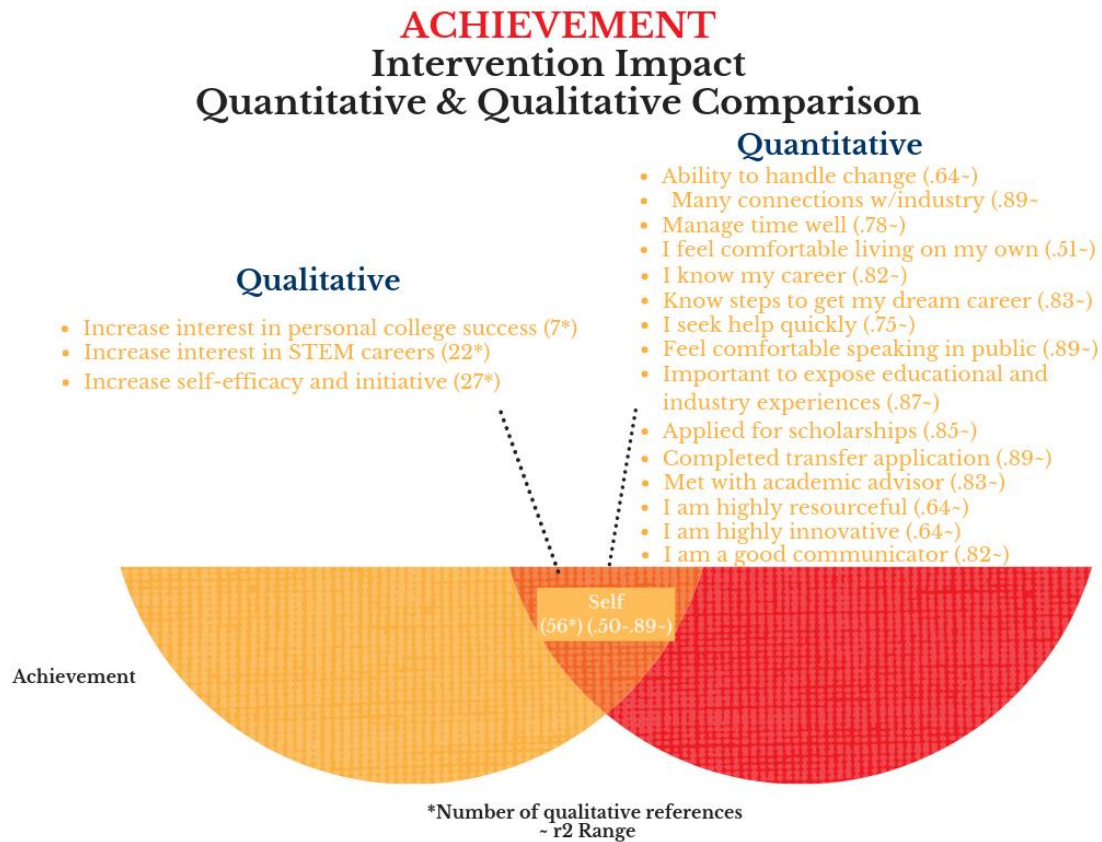 ACHIEVEMENT
Intervention Impact
Quantitative & Qualitative Comparison
Qualitative
• Increase interest in personal college success (7*)
• Increase interest in STEM careers (22*)
• Increase self-efficacy and initiative (27*)
Quantitative
• Ability to handle change (.64~)
• Many connections w/industry (.89~
• Manage time well (.78~)
• I feel comfortable living on my own (.51~)
• I know my career (.82~)
• Know steps to get my dream career (.83~)
• I seek help quickly (.75~)
• Feel comfortable speaking in public (.89~)
• Important to expose educational and
industry experiences (.87~)
• Applied for scholarships (.85~)
• Completed transfer application (.89~)
• Met with academic advisor (.83~)
• I am highly resourceful (.64~)
• I am highly innovative (.64~)
• I am a good communicator (.82~)
Self
(56*) (.50-.89~)
Achievement
*Number of qualitative references
~ r2 Range